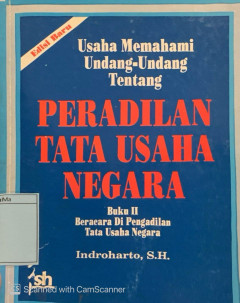 Edisi Baru
Usaha Memahami
Undang-Undang
Tentang
PERADILAN
TATA USAHA
NEGARA
Buku II
Beracara Di Pengadilan
Tata Usaha Negara
Indroharto, S.H.
sh
Scanned with CamScanner